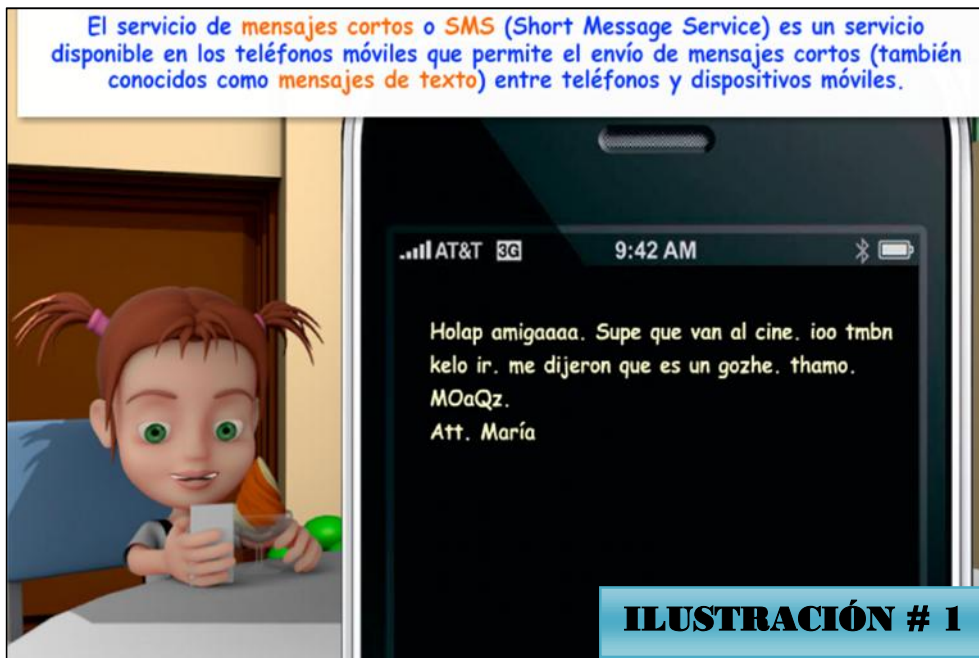 El servicio de mensajes cortos o SMS (Short Message Service) es un servicio
disponible en los teléfonos móviles que permite el envío de mensajes cortos (también
conocidos como mensajes de texto) entre teléfonos y dispositivos móviles.
AT&T 3G 9:42 AM
Holap amigaaaa. Supe que van al cine. ioo tmbn
kelo ir. me dijeron que es un gozhe. thamo.
MOaQz.
Att. María
ILUSTRACIÓN # 1